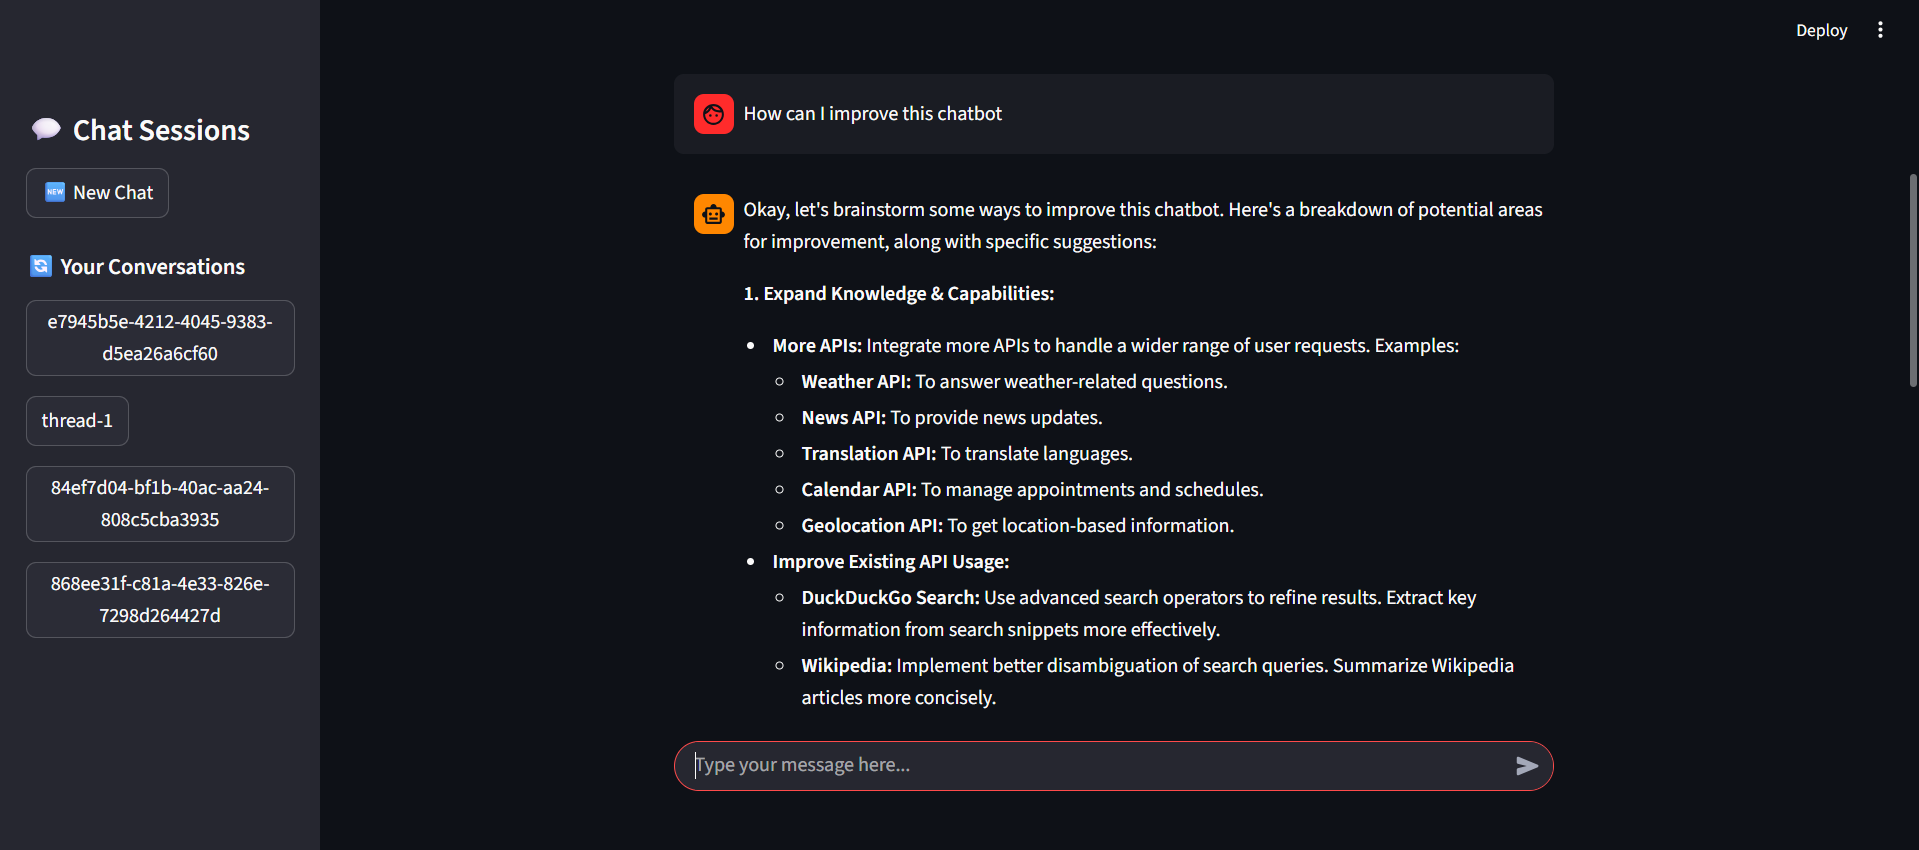 Deploy
Chat Sessions
NEW New Chat
Your Conversations
e7945b5e-4212-4045-9383-
d5ea26a6cf60
thread-1
84ef7d04-bf1b-40ac-aa24-
808c5cba3935
868ee31f-c81a-4e33-826e-
7298d264427d
How can I improve this chatbot
Okay, let's brainstorm some ways to improve this chatbot. Here's a breakdown of potential areas
for improvement, along with specific suggestions:
1. Expand Knowledge & Capabilities:
More APIs: Integrate more APIs to handle a wider range of user requests. Examples:
Weather API: To answer weather-related questions.
News API: To provide news updates.
Translation API: To translate languages.
Calendar API: To manage appointments and schedules.
Geolocation API: To get location-based information.
Improve Existing API Usage:
DuckDuckGo Search: Use advanced search operators to refine results. Extract key
information from search snippets more effectively.
Wikipedia: Implement better disambiguation of search queries. Summarize Wikipedia
articles more concisely.
Type your message here...